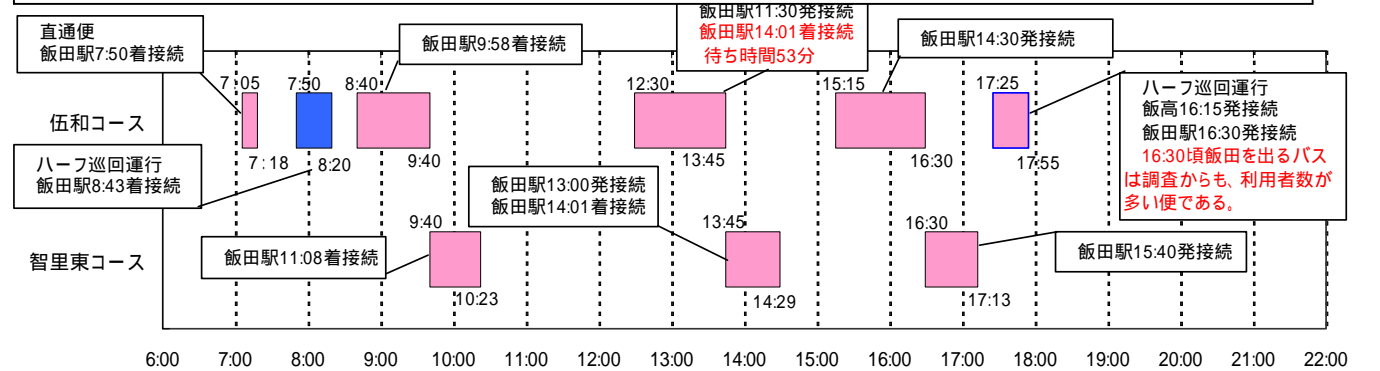 直通便
飯田駅7:50着接続
飯田駅9:58着接続
飯田駅11:30発接続
飯田駅14:01着接続
待ち時間53分
飯田駅14:30発接続
ハーフ巡回運行
飯高16:15発接続
飯田駅16:30発接続
16:30頃飯田を出るバス
は調査からも、利用者数が
多い便である。
伍和コース
7:05
7:18
7:50
8:20
8:40
9:40
12:30
13:45
15:15
16:30
17:25
17:55
ハーフ巡回運行
飯田駅8:43着接続
飯田駅13:00発接続
飯田駅14:01着接続
智里東コース
飯田駅11:08着接続
9:40
10:23
13:45
14:29
16:30
17:13
飯田駅15:40発接続
6:00 7:00 8:00 9:00 10:00 11:00 12:00 13:00 14:00 15:00 16:00 17:00 18:00 19:00 20:00 21:00 22:00